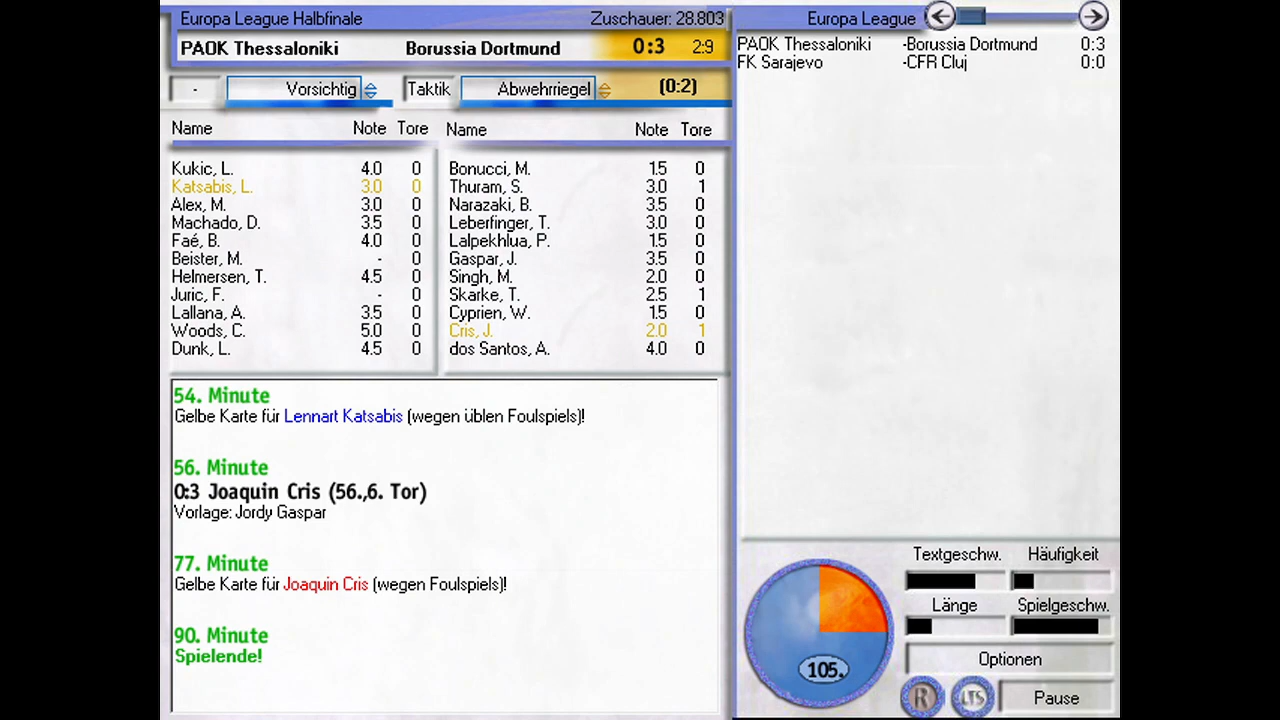 Europa League Halbfinale Zuschauer: 28.803
PAOK Thessaloniki Borussia Dortmund 0:3 2:9
- Vorsichtig Taktik Abwehrriegel (0:2)
Name Note Tore Name Note Tore
Kukic, L. 4.0 0 Bonucci, M. 1.5 0
Katsabis, L. 3.0 0 Thuram, S. 3.0 1
Alex, M. 3.0 0 Narazaki, B. 3.5 0
Machado, D. 3.5 0 Leberfinger, T. 3.0 0
Faé, B. 4.0 0 Lalpekhlua, P. 1.5 0
Beister, M. - 0 Gaspar, J. 3.5 0
Helmersen, T. 4.5 0 Singh, M. 2.0 0
Juric, F. - 0 Skarke, T. 2.5 1
Lallana, A. 3.5 0 Cyprien, W. 1.5 0
Woods, C. 5.0 0 Cris, J. 2.0 1
Dunk, L. 4.5 0 dos Santos, A. 4.0 0
54. Minute
Gelbe Karte für Lennart Katsabis (wegen üblen Foulspiels)!
56. Minute
0:3 Joaquin Cris (56.,6. Tor)
Vorlage: Jordy Gaspar
77. Minute
Gelbe Karte für Joaquin Cris (wegen Foulspiels)!
90. Minute
Spielende!
Europa League
PAOK Thessaloniki -Borussia Dortmund 0:3
FK Sarajevo -CFR Cluj 0:0
Textgeschw. Häufigkeit
Länge Spielgeschw.
105.
Optionen
R LTS Pause